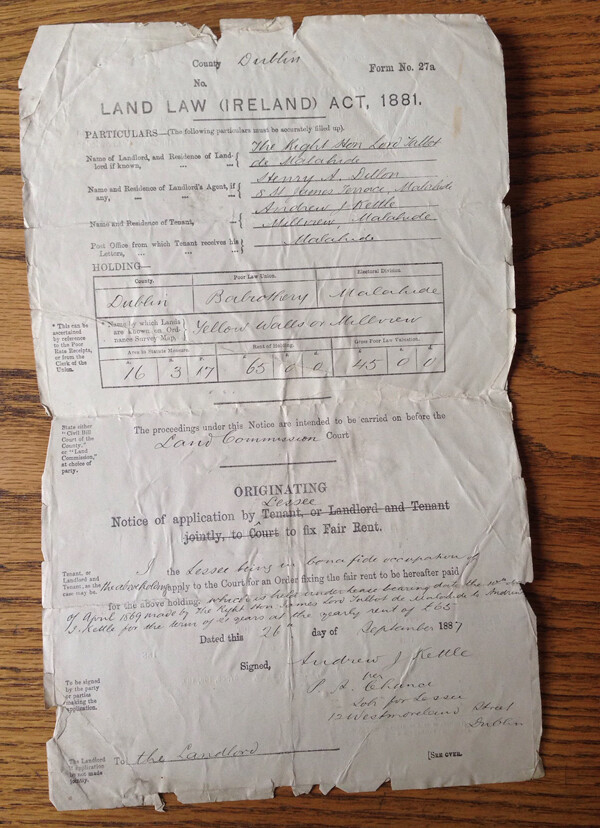 County Dublin Form No. 27a
No.
LAND LAW (IRELAND) ACT, 1881.
PARTICULARS—(The following particulars must be accurately filled up).
Name of Landlord, and Residence of Landlord if known, ... ... { The Right Hon Lord Talbot de Malahide
Name and Residence of Landlord's Agent, if any, ... ... ... { Henry A. Dillon
8 St James Terrace, Malahide
Name and Residence of Tenant, ... { Andrew J Kettle
Millview Malahide
Post Office from which Tenant receives his Letters, ... ... ... { Malahide
HOLDING—
County. Poor Law Union. Electoral Division.
Dublin Balrothery Malahide
* Name by which Lands are known on Ordnance Survey Map, { Yellow Walls or Millview
Area in Statute Measure. Rent of Holding. Gross Poor Law Valuation.
16 3 17 65 0 0 45 0 0
* This can be
ascertained
by reference
to the Poor
Rate Receipts,
or from the
Clerk of the
Union.
State either
"Civil Bill
Court of the
County,"
or "Land
Commission,"
at choice of
party.
The proceedings under this Notice are intended to be carried on before the
Land Commission Court
ORIGINATING
Lessee
Notice of application by Tenant, or Landlord and Tenant
jointly, to Court to fix Fair Rent.
Tenant, or
Landlord and
Tenant, as the
case may be.
I the Lessee being in bona fide occupation of
the above holding apply to the Court for an Order fixing the fair rent to be hereafter paid
for the above holding which is held under lease bearing date the 10th
of April 1869 made by the Right Hon James Lord Talbot de Malahide to Andrew
J. Kettle for the term of 20 years at the yearly rent of £65
Dated this 26th day of September 1887
Signed, Andrew J Kettle
per
P. A. Chance
Solr for Lessee
12 Westmoreland Street
Dublin
To be signed
by the party
or parties
making the
application.
The Landlord
if application
be not made
jointly.
To the Landlord
[SEE OVER.